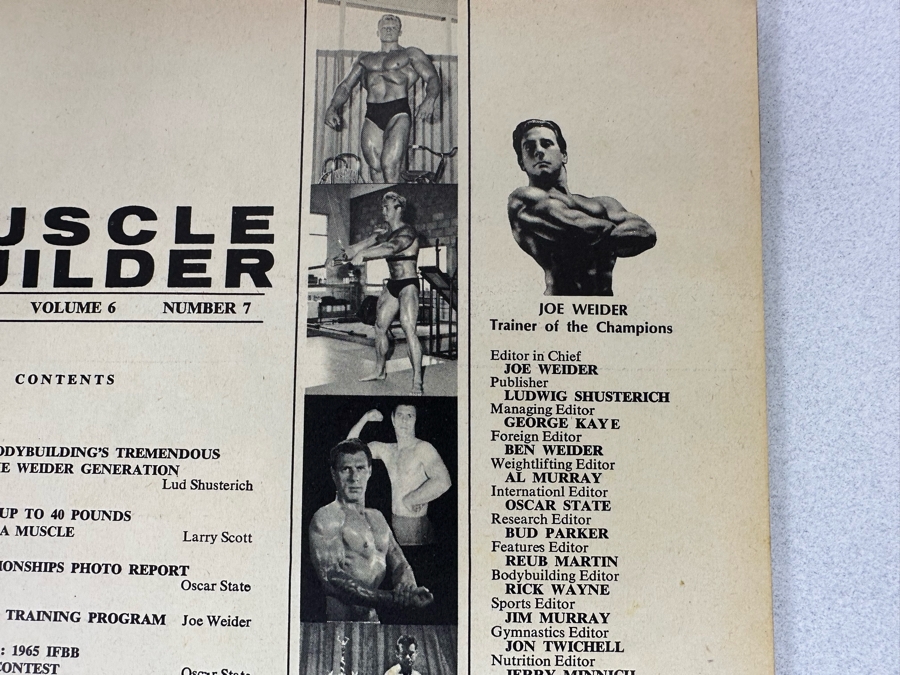 USCLE
UILDER
VOLUME 6 NUMBER 7
CONTENTS
ODYBUILDING'S TREMENDOUS
E WEIDER GENERATION
Lud Shusterich
UP TO 40 POUNDS
A MUSCLE Larry Scott
IONSHIPS PHOTO REPORT
Oscar State
TRAINING PROGRAM Joe Weider
: 1965 IFBB
CONTEST Oscar State
JOE WEIDER
Trainer of the Champions
Editor in Chief
JOE WEIDER
Publisher
LUDWIG SHUSTERICH
Managing Editor
GEORGE KAYE
Foreign Editor
BEN WEIDER
Weightlifting Editor
AL MURRAY
Internationl Editor
OSCAR STATE
Research Editor
BUD PARKER
Features Editor
REUB MARTIN
Bodybuilding Editor
RICK WAYNE
Sports Editor
JIM MURRAY
Gymnastics Editor
JON TWICHELL
Nutrition Editor
JERRY MINNICH